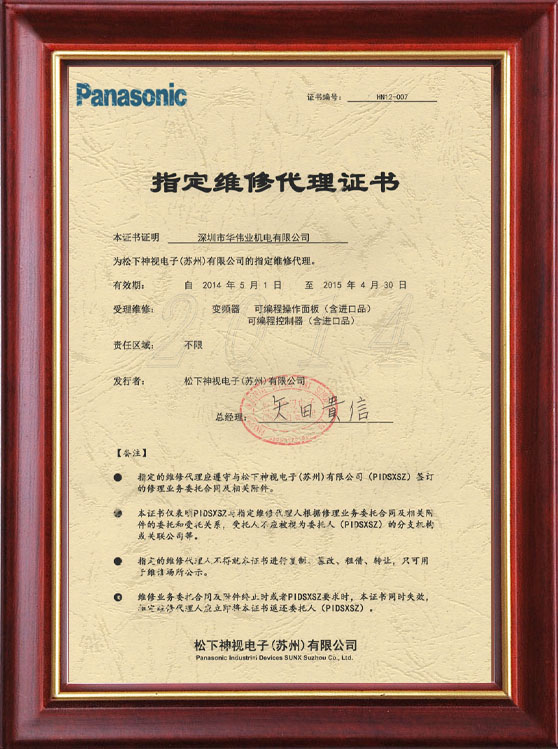 Panasonic
证书编号： HN12-007
指定维修代理证书
本证书证明 深圳市华伟业机电有限公司
为松下神视电子(苏州)有限公司的指定维修代理。
有效期： 自 2014 年 5 月 1 日 至 2015 年 4 月 30 日
受理维修： 变频器 可编程操作面板(含进口品)
可编程控制器(含进口品)
2014
责任区域： 不限
发行者： 松下神视电子(苏州)有限公司
总经理： 矢田貴信
【备注】
● 指定的维修代理应遵守与松下神视电子(苏州)有限公司（PIDSXSZ）签订
的修理业务委托合同及相关附件。
● 本证书仅表明PIDSXSZ与指定维修代理人根据修理业务委托合同及相关附
件的委托和受托关系，受托人不应被视为委托人（PIDSXSZ）的分支机构
或关联公司等。
● 指定的维修代理人不得就本证书进行复制、篡改、租借、转让，只可用
于维修场所公示。
● 维修业务委托合同及附件终止时或者PIDSXSZ要求时，本证书同时失效，
指定维修代理人应立即将本证书退还委托人（PIDSXSZ）。
松下神视电子(苏州)有限公司
Panasonic Industrial Devices SUNX Suzhou Co., Ltd.